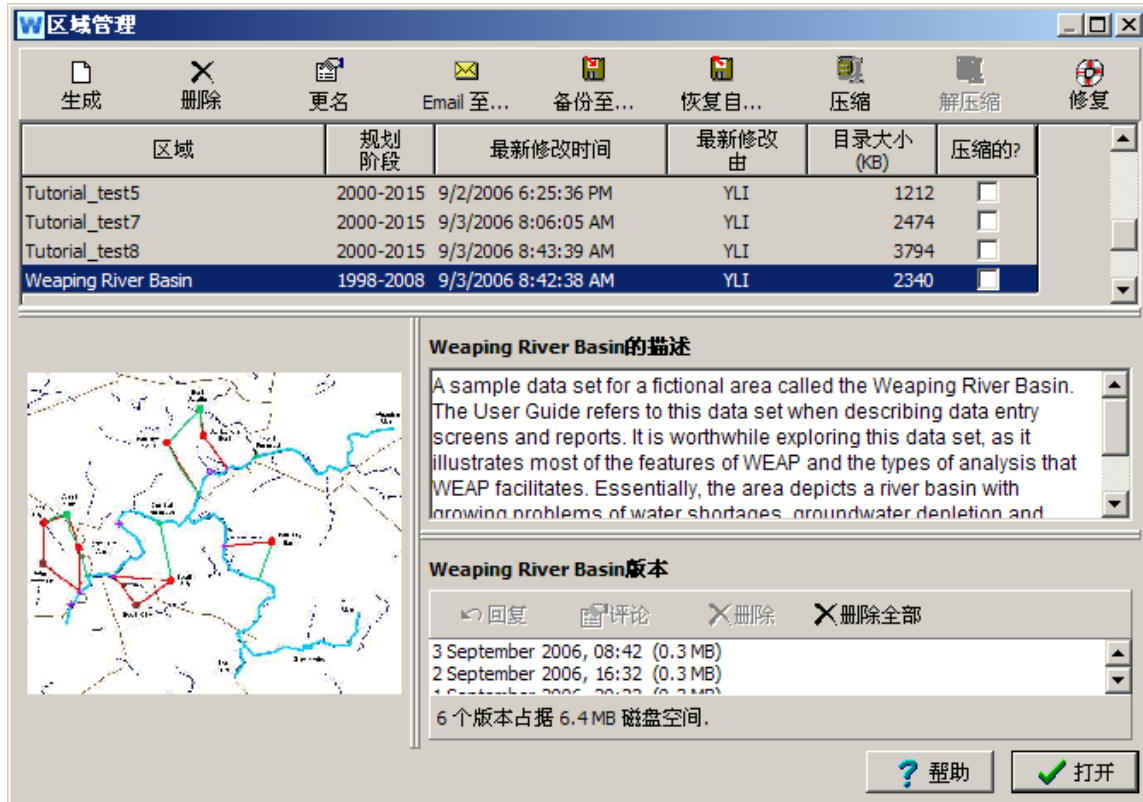 区域管理
生成 删除 更名 Email 至... 备份至... 恢复自... 压缩 解压缩 修复
区域 规划阶段 最新修改时间 最新修改由 目录大小 (KB) 压缩的?
Tutorial_test5 2000-2015 9/2/2006 6:25:36 PM YLI 1212
Tutorial_test7 2000-2015 9/3/2006 8:06:05 AM YLI 2474
Tutorial_test8 2000-2015 9/3/2006 8:43:39 AM YLI 3794
Weaping River Basin 1998-2008 9/3/2006 8:42:38 AM YLI 2340
Weaping River Basin的描述
A sample data set for a fictional area called the Weaping River Basin.
The User Guide refers to this data set when describing data entry
screens and reports. It is worthwhile exploring this data set, as it
illustrates most of the features of WEAP and the types of analysis that
WEAP facilitates. Essentially, the area depicts a river basin with
growing problems of water shortages, groundwater depletion and
Weaping River Basin版本
回复 评论 删除 删除全部
3 September 2006, 08:42 (0.3 MB)
2 September 2006, 16:32 (0.3 MB)
6 个版本占据 6.4 MB 磁盘空间.
帮助 打开